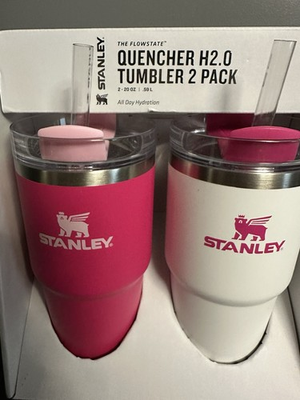 STANLEY
THE FLOWSTATE™
QUENCHER H2.0
TUMBLER 2 PACK
2 - 20 OZ | .59 L
All Day Hydration
STANLEY.
STANLEY.